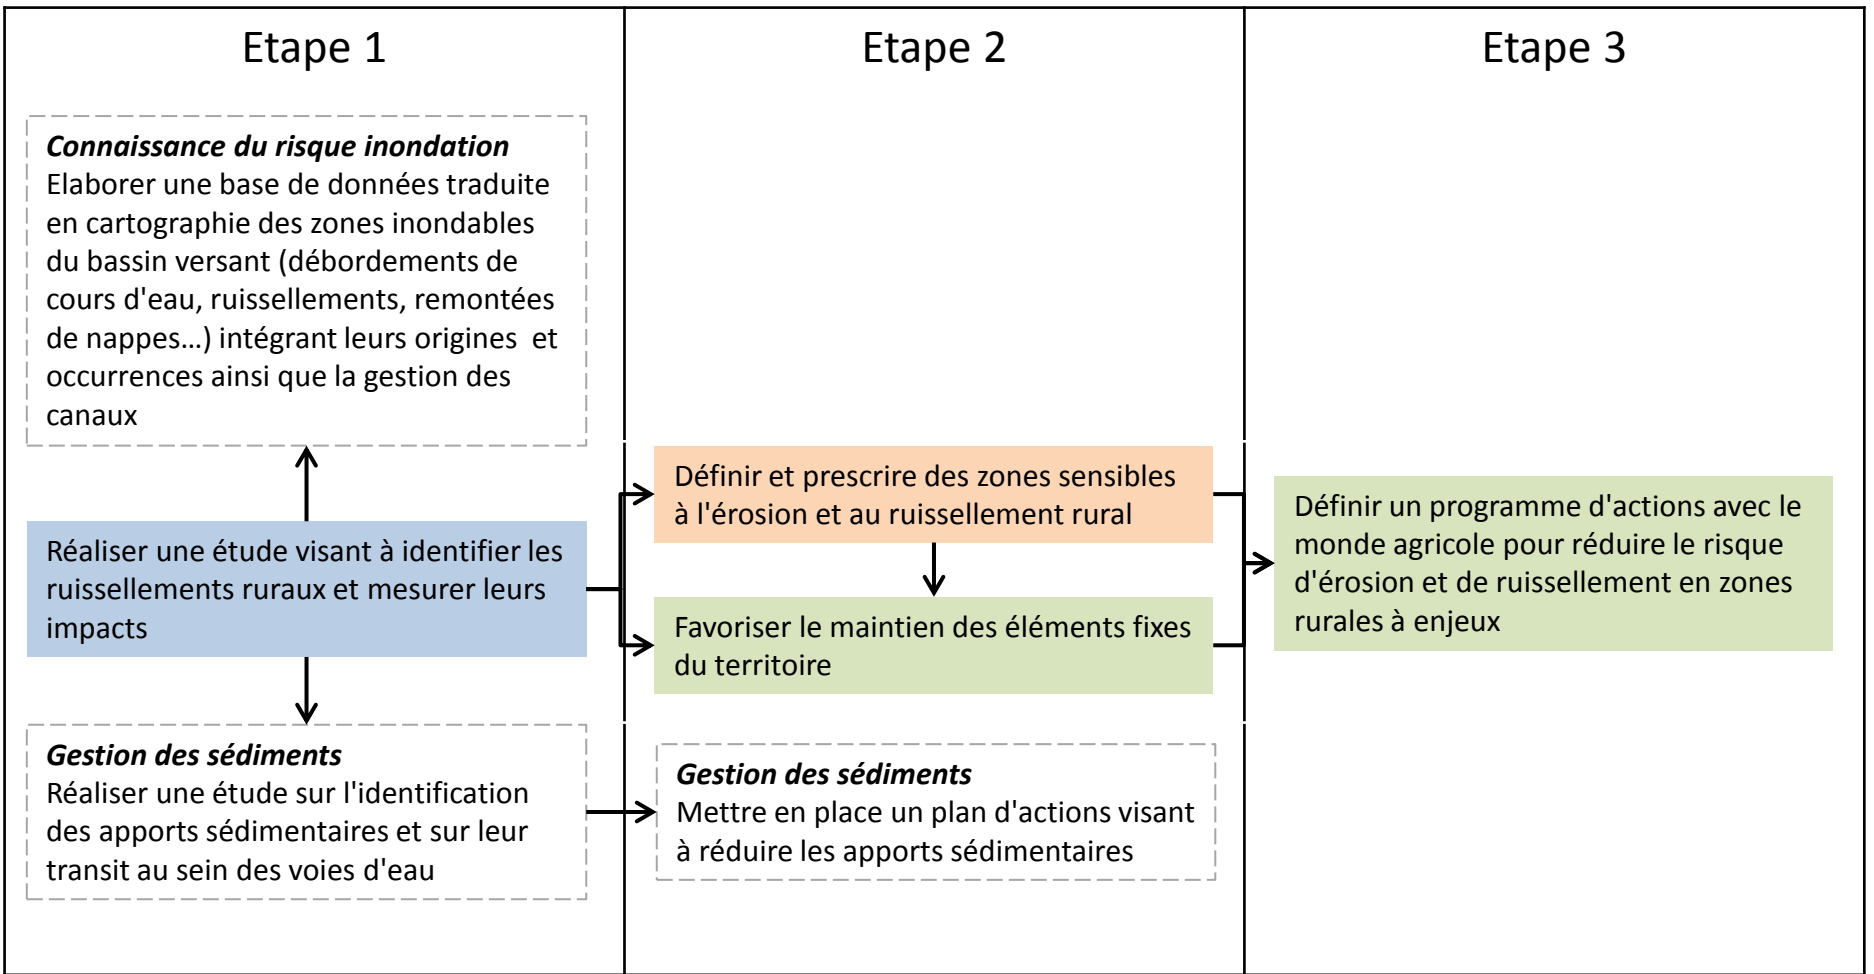 Etape 1
Connaissance du risque inondation
Elaborer une base de données traduite
en cartographie des zones inondables
du bassin versant (débordements de
cours d'eau, ruissellements, remontées
de nappes...) intégrant leurs origines  et
occurrences ainsi que la gestion des
canaux
Réaliser une étude visant à identifier les
ruissellements ruraux et mesurer leurs
impacts
Gestion des sédiments
Réaliser une étude sur l'identification
des apports sédimentaires et sur leur
transit au sein des voies d'eau
Etape 2
Définir et prescrire des zones sensibles
à l'érosion et au ruissellement rural
Favoriser le maintien des éléments fixes
du territoire
Gestion des sédiments
Mettre en place un plan d'actions visant
à réduire les apports sédimentaires
Etape 3
Définir un programme d'actions avec le
monde agricole pour réduire le risque
d'érosion et de ruissellement en zones
rurales à enjeux